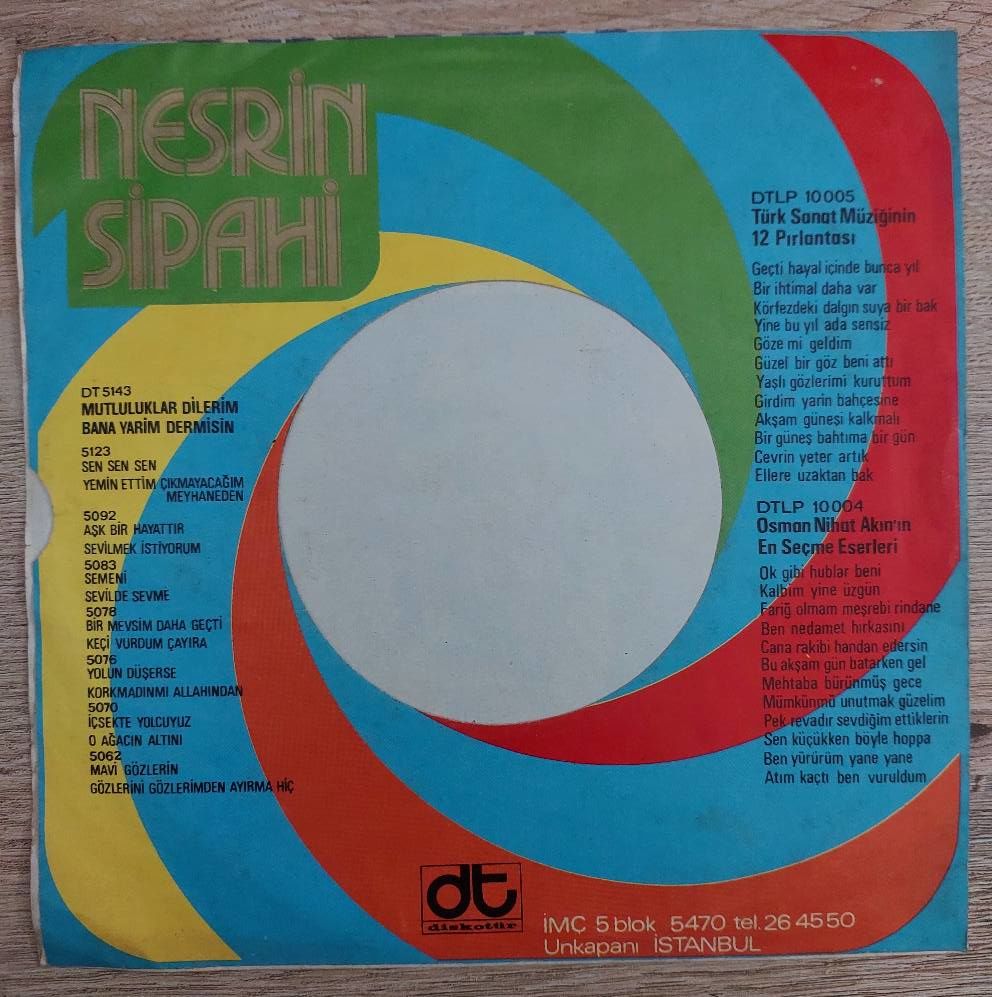 NESRİN
SİPAHİ
DT 5143
MUTLULUKLAR DİLERİM
BANA YARİM DERMİSİN
5123
SEN SEN SEN
YEMİN ETTİM ÇIKMAYACAĞIM
MEYHANEDEN
5092
AŞK BİR HAYATTIR
SEVİLMEK İSTİYORUM
5083
SEMENİ
SEVİLDE SEVME
5078
BİR MEVSİM DAHA GEÇTİ
KEÇİ VURDUM ÇAYIRA
5076
YOLUN DÜŞERSE
KORKMADINMI ALLAHINDAN
5070
İÇSEKTE YOLCUYUZ
O AĞACIN ALTINI
5062
MAVİ GÖZLERİN
GÖZLERİNİ GÖZLERİMDEN AYIRMA HİÇ
DTLP 10005
Türk Sanat Müziğinin
12 Pırlantası
Geçti hayal içinde bunca yıl
Bir ihtimal daha var
Körfezdeki dalgın suya bir bak
Yine bu yıl ada sensiz
Göze mi geldim
Güzel bir göz beni attı
Yaşlı gözlerimi kuruttum
Girdim yarin bahçesine
Akşam güneşi kalkmalı
Bir güneş bahtıma bir gün
Cevrin yeter artık
Ellere uzaktan bak
DTLP 10004
Osman Nihat Akın'ın
En Seçme Eserleri
Ok gibi hublar beni
Kalbim yine üzgün
Fariğ olmam meşrebi rindane
Ben nedamet hırkasını
Cana rakibi handan edersin
Bu akşam gün batarken gel
Mehtaba bürünmüş gece
Mümkünmü unutmak güzelim
Pek revadır sevdiğim ettiklerin
Sen küçükken böyle hoppa
Ben yürürüm yane yane
Atım kaçtı ben vuruldum
dt
diskotür
İMÇ 5 blok 5470 tel. 26 45 50
Unkapanı İSTANBUL